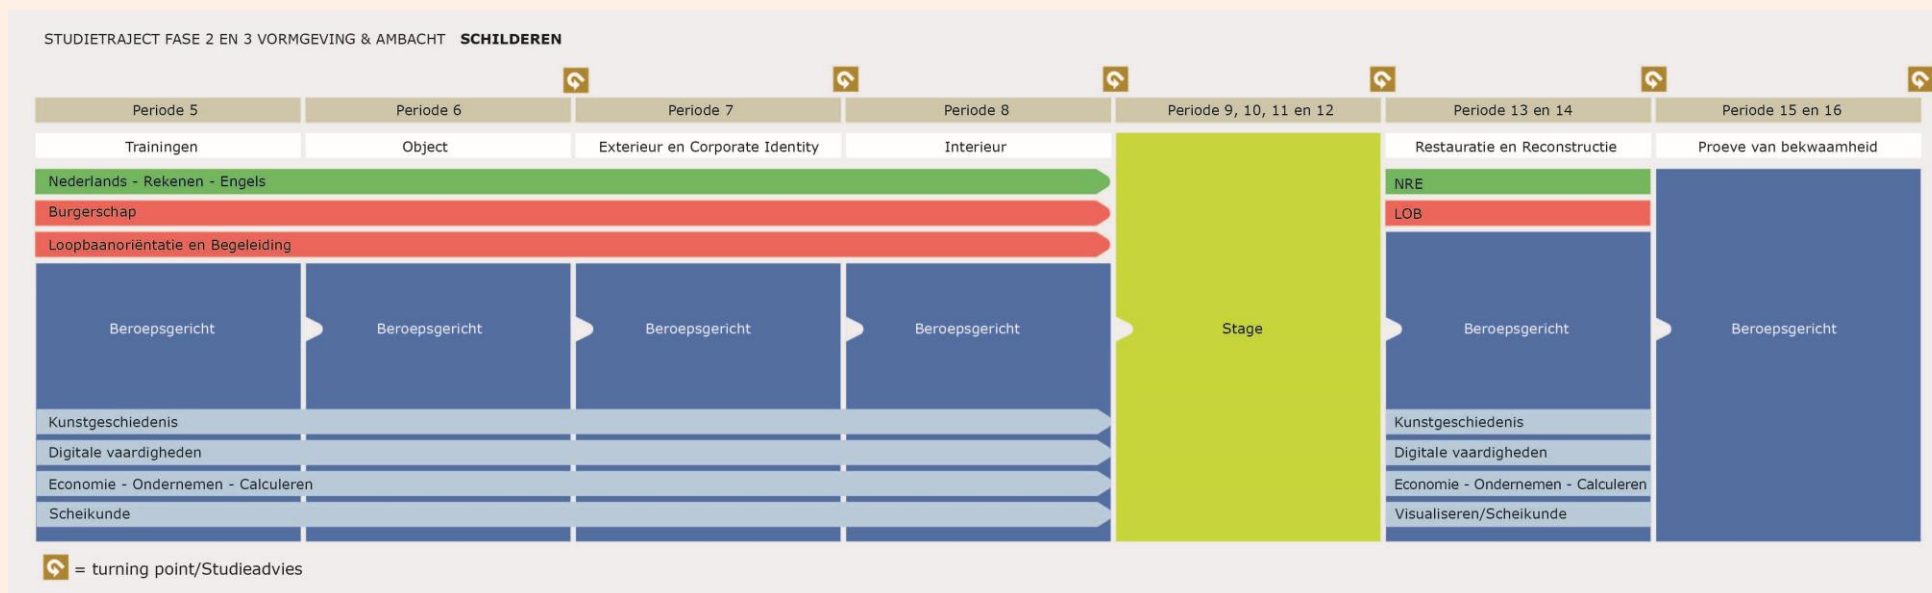 STUDIETRAJECT FASE 2 EN 3 VORMGEVING & AMBACHT SCHILDEREN
Periode 5
Periode 6
Periode 7
Periode 8
Periode 9, 10, 11 en 12
Periode 13 en 14
Periode 15 en 16
Trainingen
Object
Exterieur en Corporate Identity
Interieur
Restauratie en Reconstructie
Proeve van bekwaamheid
Nederlands - Rekenen - Engels
NRE
Burgerschap
LOB
Loopbaanoriëntatie en Begeleiding
Beroepsgericht
Beroepsgericht
Beroepsgericht
Beroepsgericht
Stage
Beroepsgericht
Beroepsgericht
Kunstgeschiedenis
Kunstgeschiedenis
Digitale vaardigheden
Digitale vaardigheden
Economie - Ondernemen - Calculeren
Economie - Ondernemen - Calculeren
Scheikunde
Visualiseren/Scheikunde
= turning point/Studieadvies